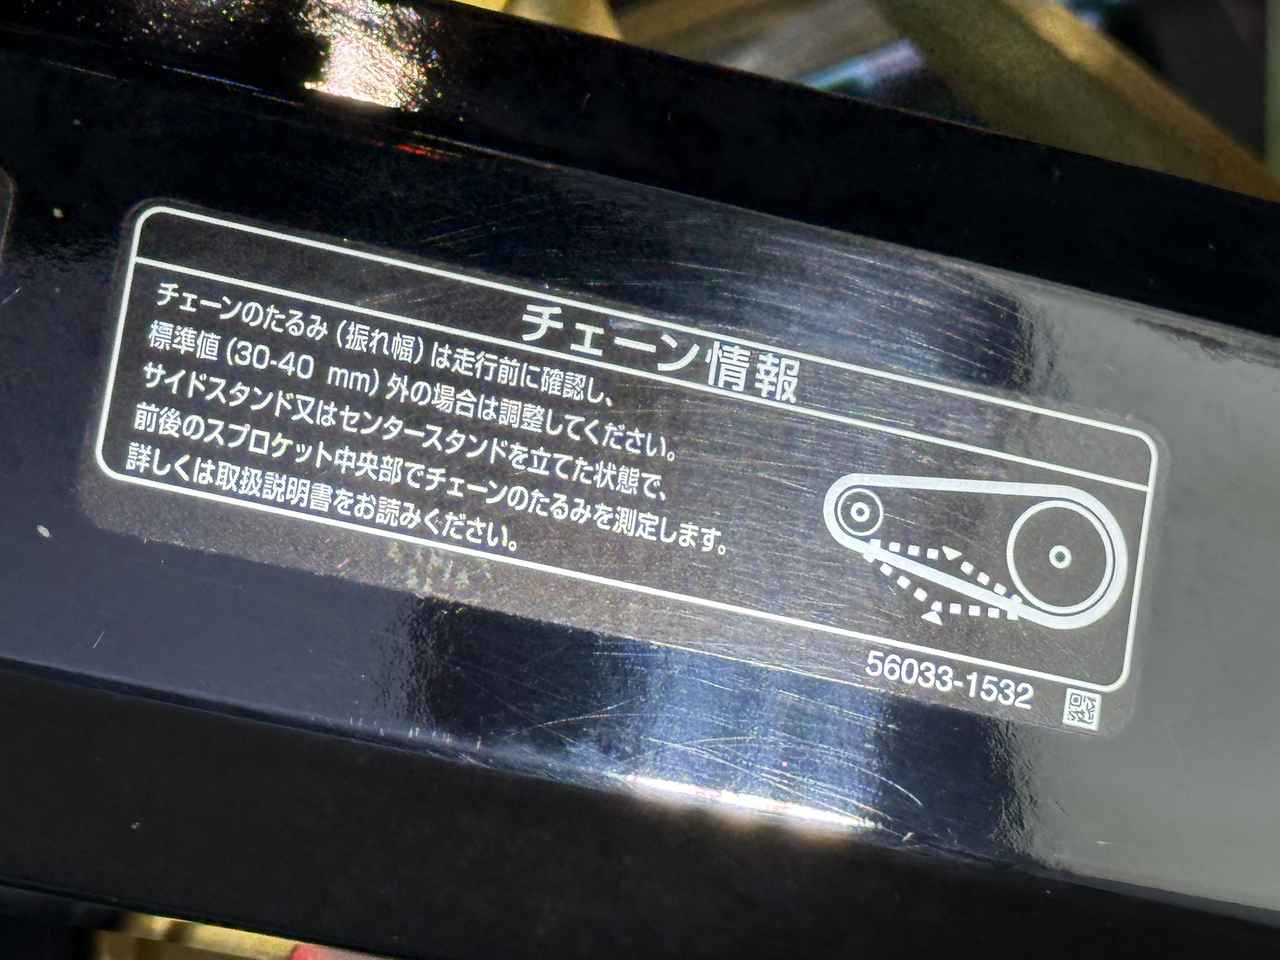 チェーン情報
チェーンのたるみ（振れ幅）は走行前に確認し、
標準値 (30-40 mm) 外の場合は調整してください。
サイドスタンド又はセンタースタンドを立てた状態で、
前後のスプロケット中央部でチェーンのたるみを測定します。
詳しくは取扱説明書をお読みください。
56033-1532